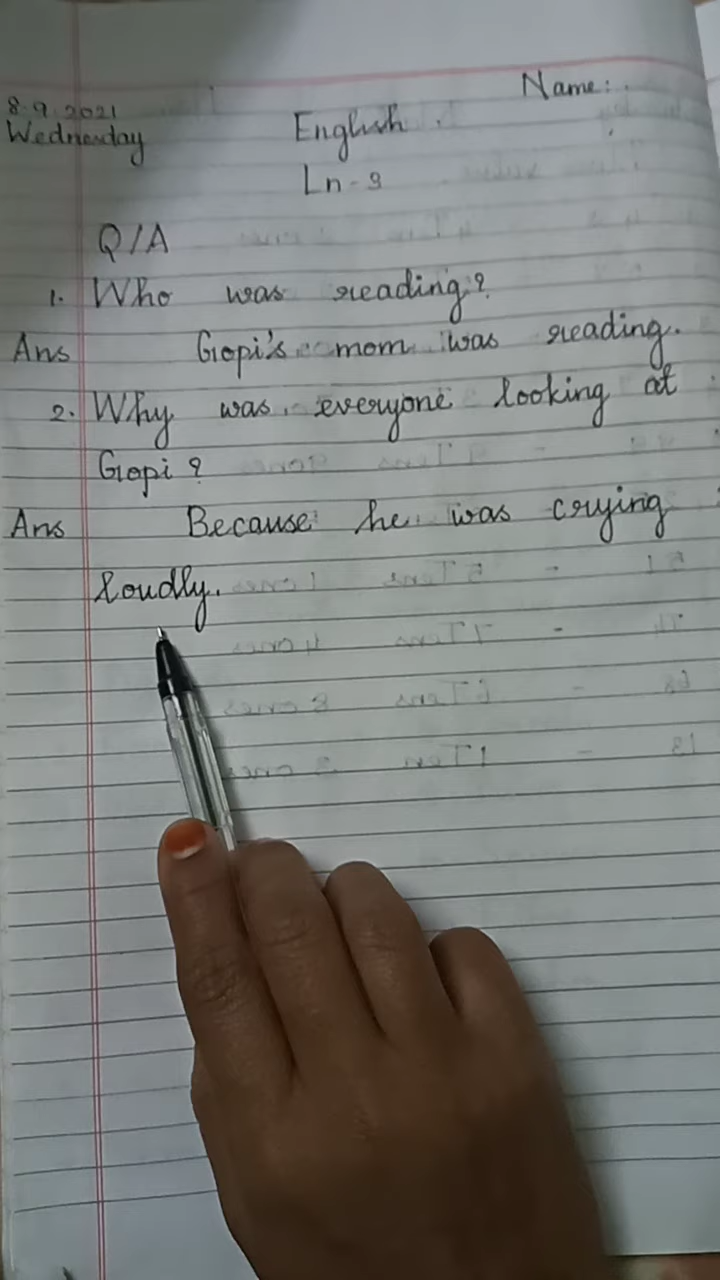 Name:
8.9.2021
Wednesday
English
Ln-9
Q/A
1. Who was reading?
Ans Gopi's mom was reading.
2. Why was everyone looking at
Gopi?
Ans Because he was crying
loudly.